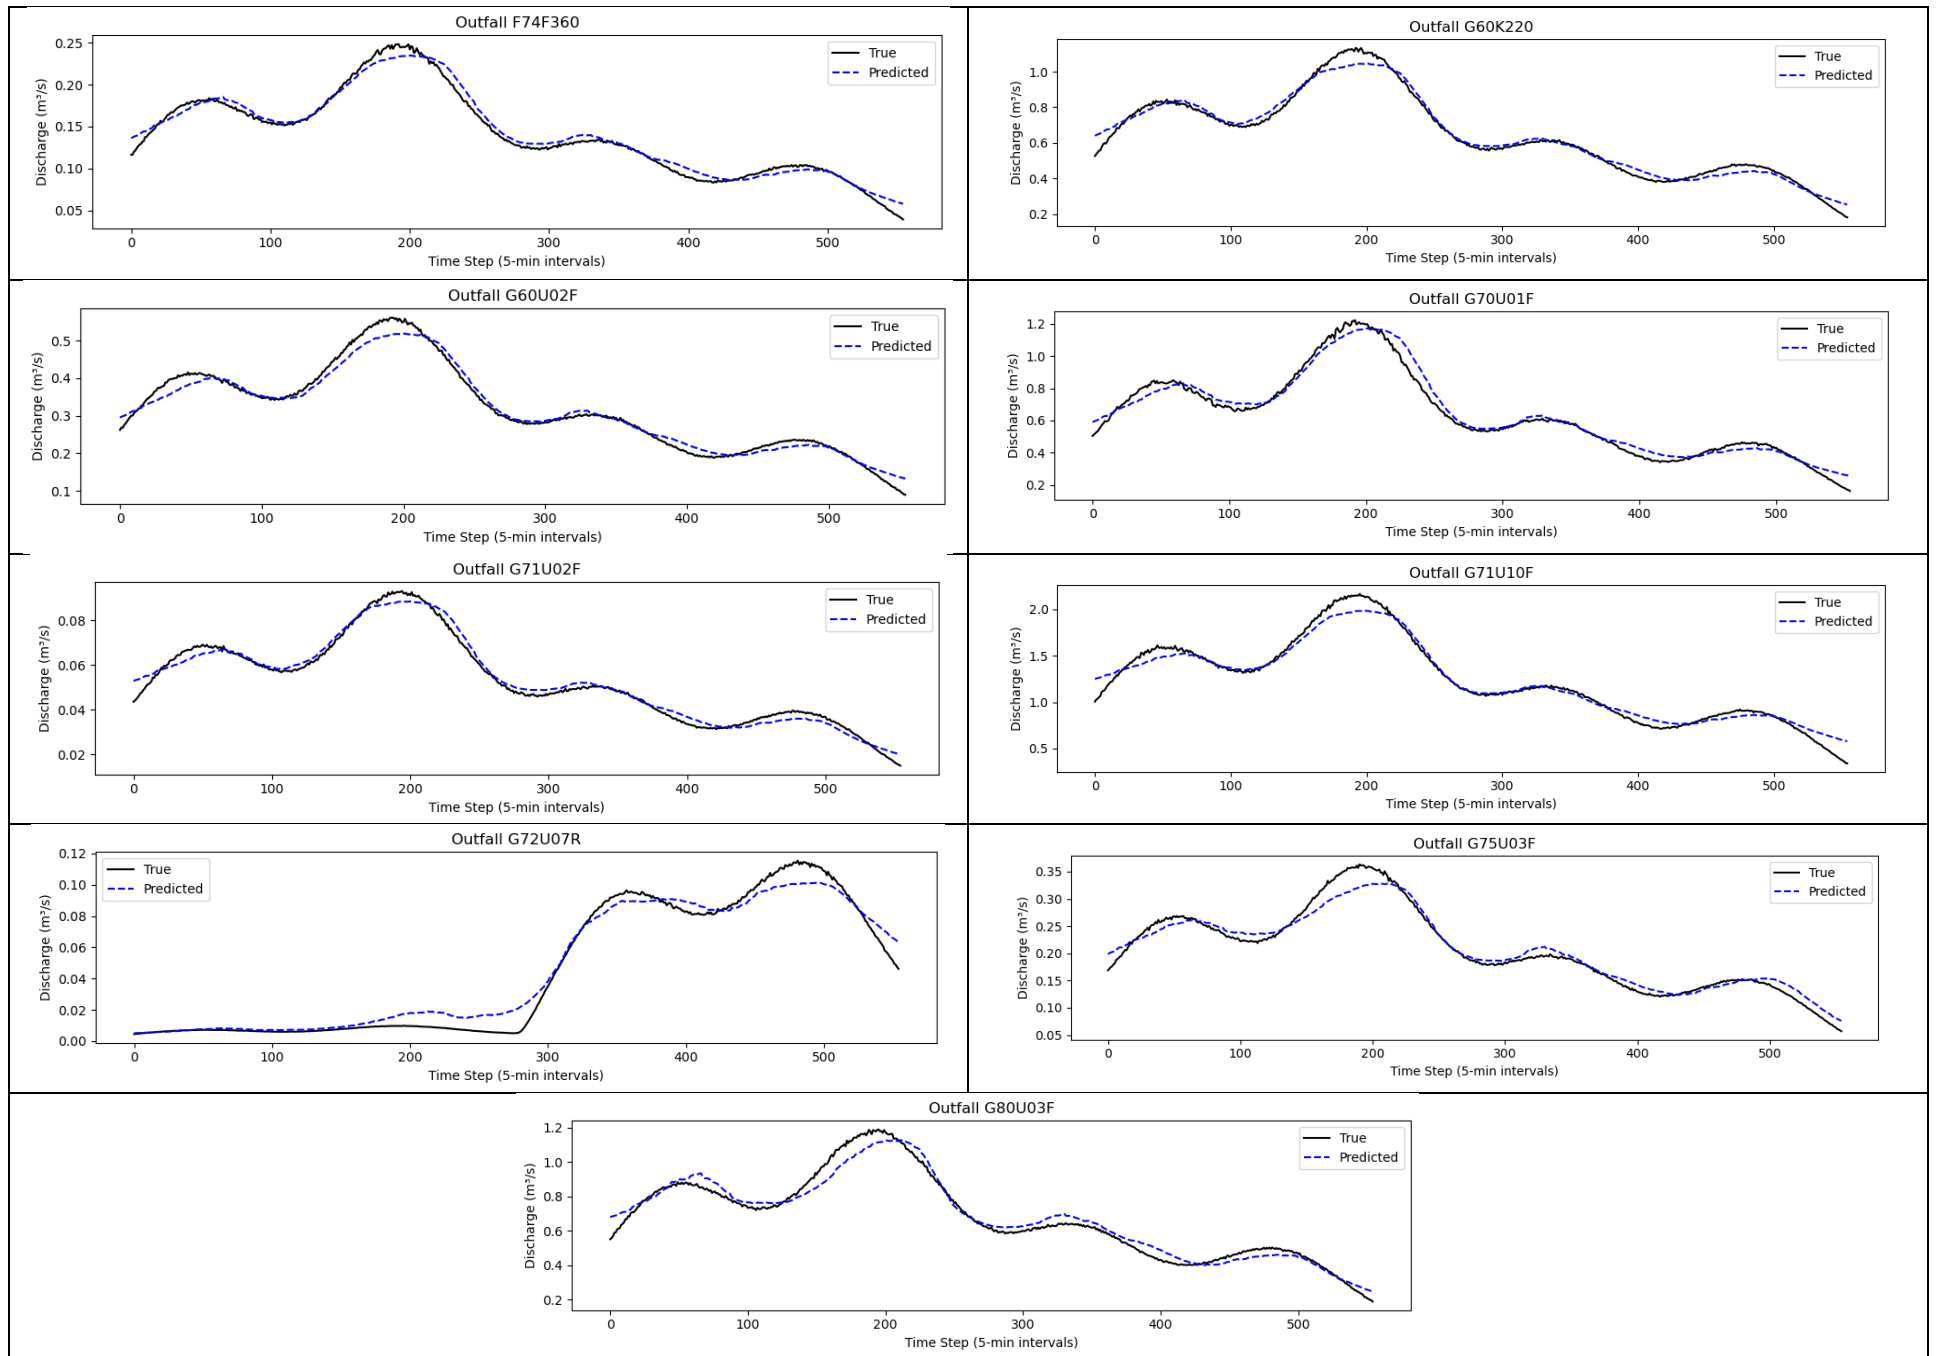 Outfall F74F360
0.25
0.20
0.15
0.10
0.05
Discharge (m³/s)
True
Predicted
0 100 200 300 400 500
Time Step (5-min intervals)
Outfall G60K220
1.0
0.8
0.6
0.4
0.2
Discharge (m³/s)
True
Predicted
0 100 200 300 400 500
Time Step (5-min intervals)
Outfall G60U02F
0.5
0.4
0.3
0.2
0.1
Discharge (m³/s)
True
Predicted
0 100 200 300 400 500
Time Step (5-min intervals)
Outfall G70U01F
1.2
1.0
0.8
0.6
0.4
0.2
Discharge (m³/s)
True
Predicted
0 100 200 300 400 500
Time Step (5-min intervals)
Outfall G71U02F
0.08
0.06
0.04
0.02
Discharge (m³/s)
True
Predicted
0 100 200 300 400 500
Time Step (5-min intervals)
Outfall G71U10F
2.0
1.5
1.0
0.5
Discharge (m³/s)
True
Predicted
0 100 200 300 400 500
Time Step (5-min intervals)
Outfall G72U07R
0.12
0.10
0.08
0.06
0.04
0.02
0.00
Discharge (m³/s)
True
Predicted
0 100 200 300 400 500
Time Step (5-min intervals)
Outfall G75U03F
0.35
0.30
0.25
0.20
0.15
0.10
0.05
Discharge (m³/s)
True
Predicted
0 100 200 300 400 500
Time Step (5-min intervals)
Outfall G80U03F
1.2
1.0
0.8
0.6
0.4
0.2
Discharge (m³/s)
True
Predicted
0 100 200 300 400 500
Time Step (5-min intervals)